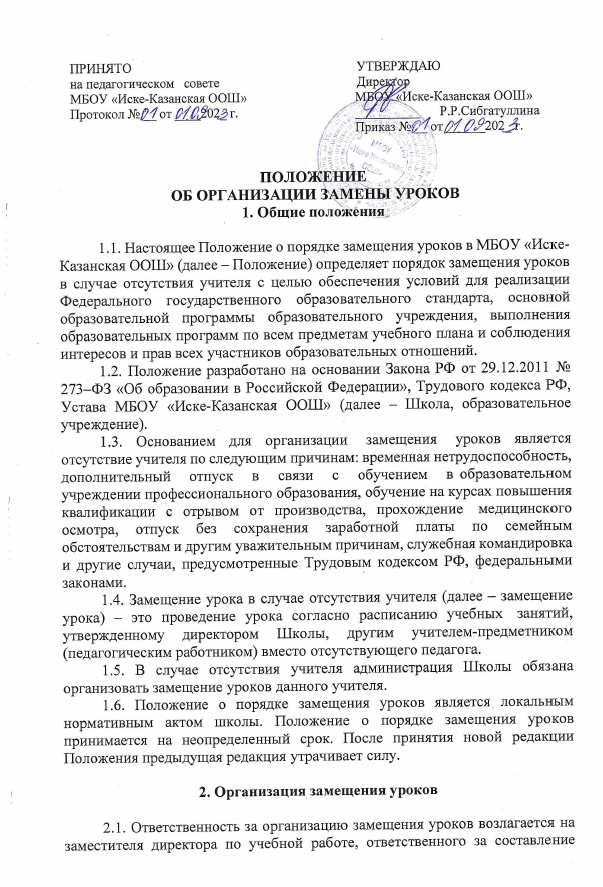 ПРИНЯТО
на педагогическом совете
МБОУ «Иске-Казанская ООШ»
Протокол №01 от 01.09.2023 г.
УТВЕРЖДАЮ
Директор
МБОУ «Иске-Казанская ООШ»
Р.Р.Сибгатуллина
Приказ №01 от 01.09 2023 г.
МБОУ
«Иске-Казанская
ООШ»
ПОЛОЖЕНИЕ
ОБ ОРГАНИЗАЦИИ ЗАМЕНЫ УРОКОВ
1. Общие положения
1.1. Настоящее Положение о порядке замещения уроков в МБОУ «Иске-
Казанская ООШ» (далее – Положение) определяет порядок замещения уроков
в случае отсутствия учителя с целью обеспечения условий для реализации
Федерального государственного образовательного стандарта, основной
образовательной программы образовательного учреждения, выполнения
образовательных программ по всем предметам учебного плана и соблюдения
интересов и прав всех участников образовательных отношений.
1.2. Положение разработано на основании Закона РФ от 29.12.2011 №
273–ФЗ «Об образовании в Российской Федерации», Трудового кодекса РФ,
Устава МБОУ «Иске-Казанская ООШ» (далее – Школа, образовательное
учреждение).
1.3. Основанием для организации замещения уроков является
отсутствие учителя по следующим причинам: временная нетрудоспособность,
дополнительный отпуск в связи с обучением в образовательном
учреждении профессионального образования, обучение на курсах повышения
квалификации с отрывом от производства, прохождение медицинского
осмотра, отпуск без сохранения заработной платы по семейным
обстоятельствам и другим уважительным причинам, служебная командировка
и другие случаи, предусмотренные Трудовым кодексом РФ, федеральными
законами.
1.4. Замещение урока в случае отсутствия учителя (далее – замещение
урока) – это проведение урока согласно расписанию учебных занятий,
утвержденному директором Школы, другим учителем-предметником
(педагогическим работником) вместо отсутствующего педагога.
1.5. В случае отсутствия учителя администрация Школы обязана
организовать замещение уроков данного учителя.
1.6. Положение о порядке замещения уроков является локальным
нормативным актом школы. Положение о порядке замещения уроков
принимается на неопределенный срок. После принятия новой редакции
Положения предыдущая редакция утрачивает силу.
2. Организация замещения уроков
2.1. Ответственность за организацию замещения уроков возлагается на
заместителя директора по учебной работе, ответственного за составление